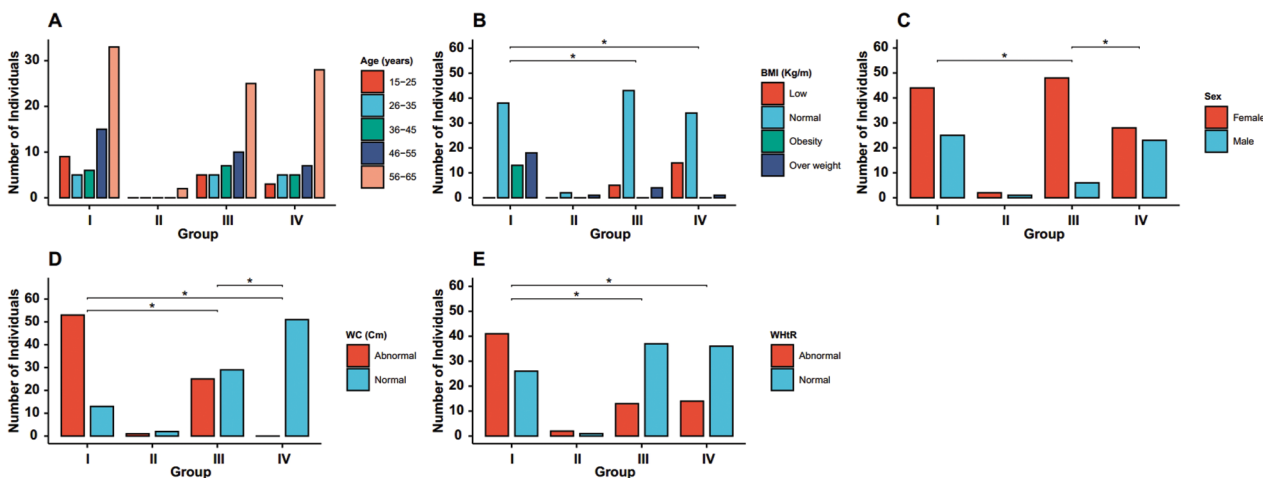 A
Number of Individuals
30
20
10
0
I II III IV
Group
Age (years)
15−25
26−35
36−45
46−55
56−65
B
Number of Individuals
60
50
40
30
20
10
0
*
*
I II III IV
Group
BMI (Kg/m)
Low
Normal
Obesity
Over weight
C
Number of Individuals
60
50
40
30
20
10
0
*
*
I II III IV
Group
Sex
Female
Male
D
Number of Individuals
60
50
40
30
20
10
0
*
*
*
I II III IV
Group
WC (Cm)
Abnormal
Normal
E
Number of Individuals
60
50
40
30
20
10
0
*
*
I II III IV
Group
WHtR
Abnormal
Normal